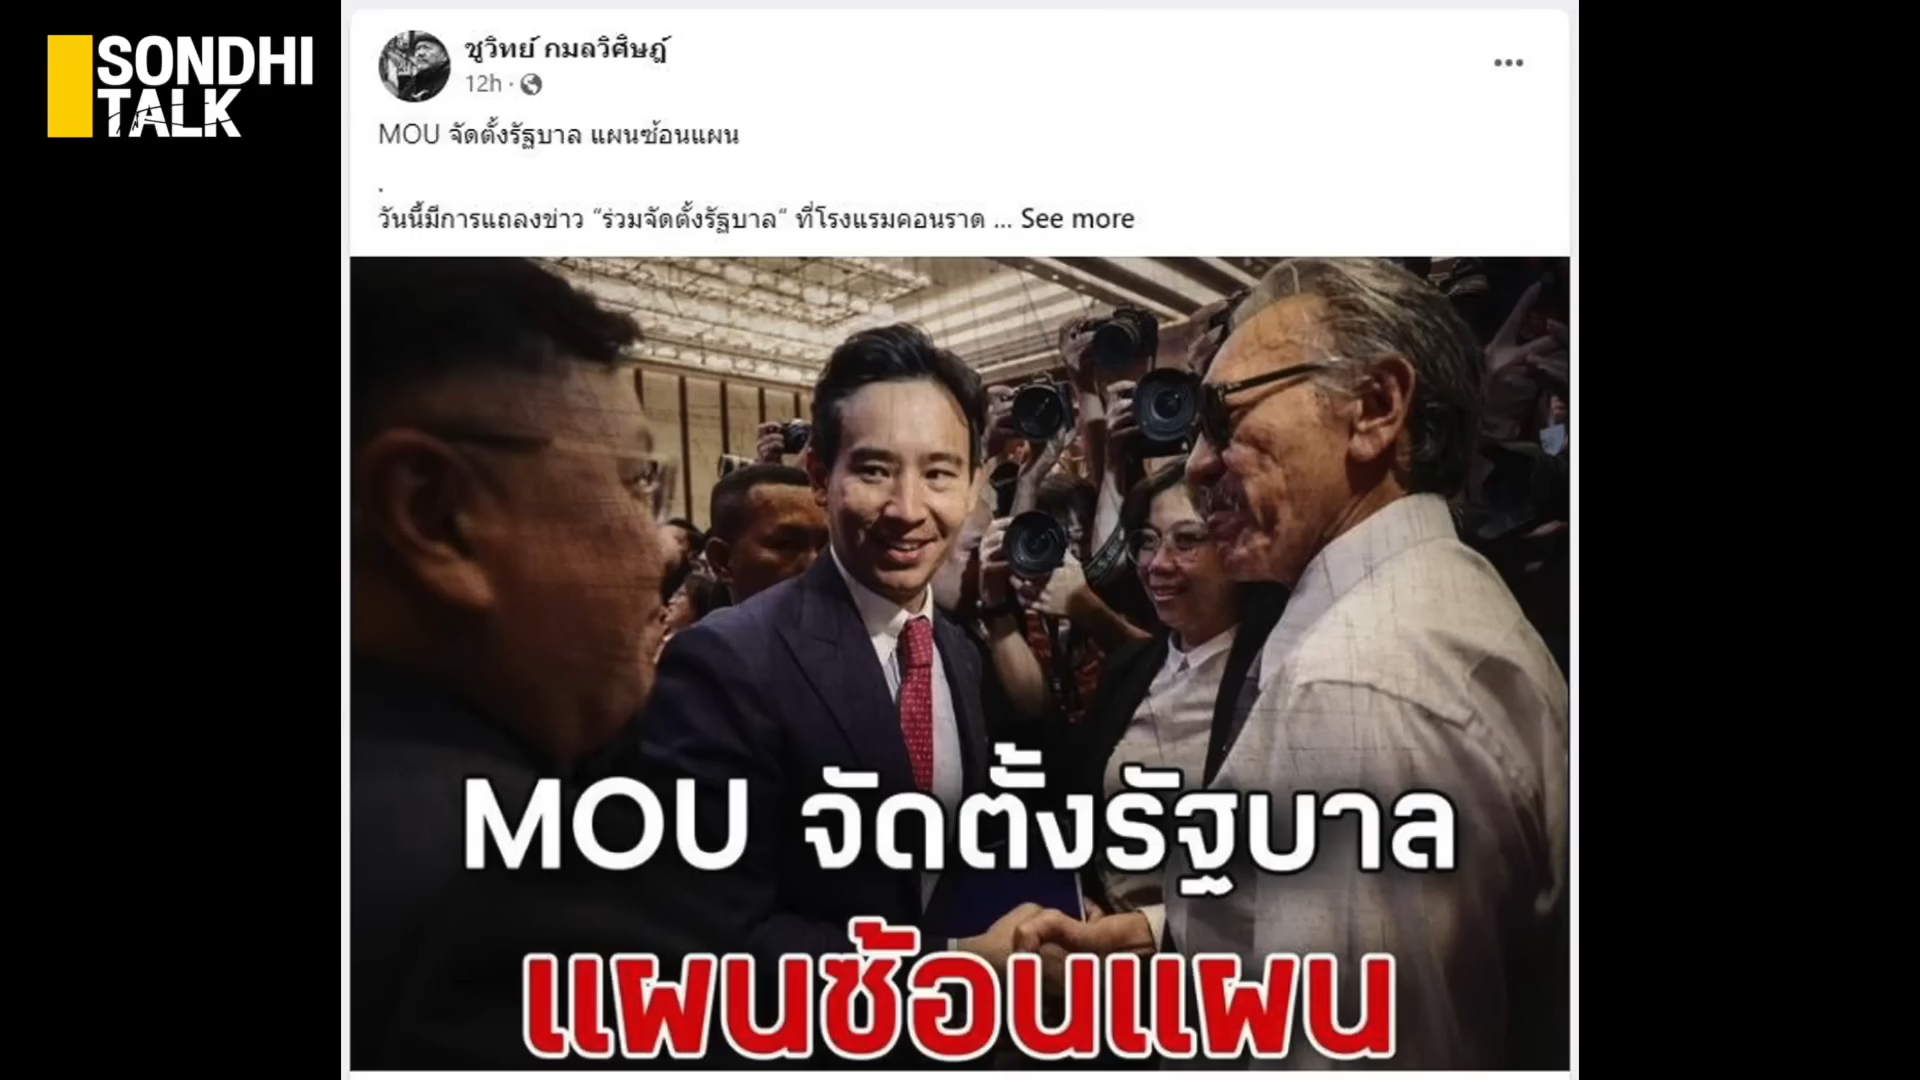 SONDHI
TALK
ชูวิทย์ กมลวิศิษฎ์
12h ·
MOU จัดตั้งรัฐบาล แผนซ้อนแผน
.
วันนี้มีการแถลงข่าว “ร่วมจัดตั้งรัฐบาล“ ที่โรงแรมคอนราด ... See more
MOU จัดตั้งรัฐบาล
แผนซ้อนแผน